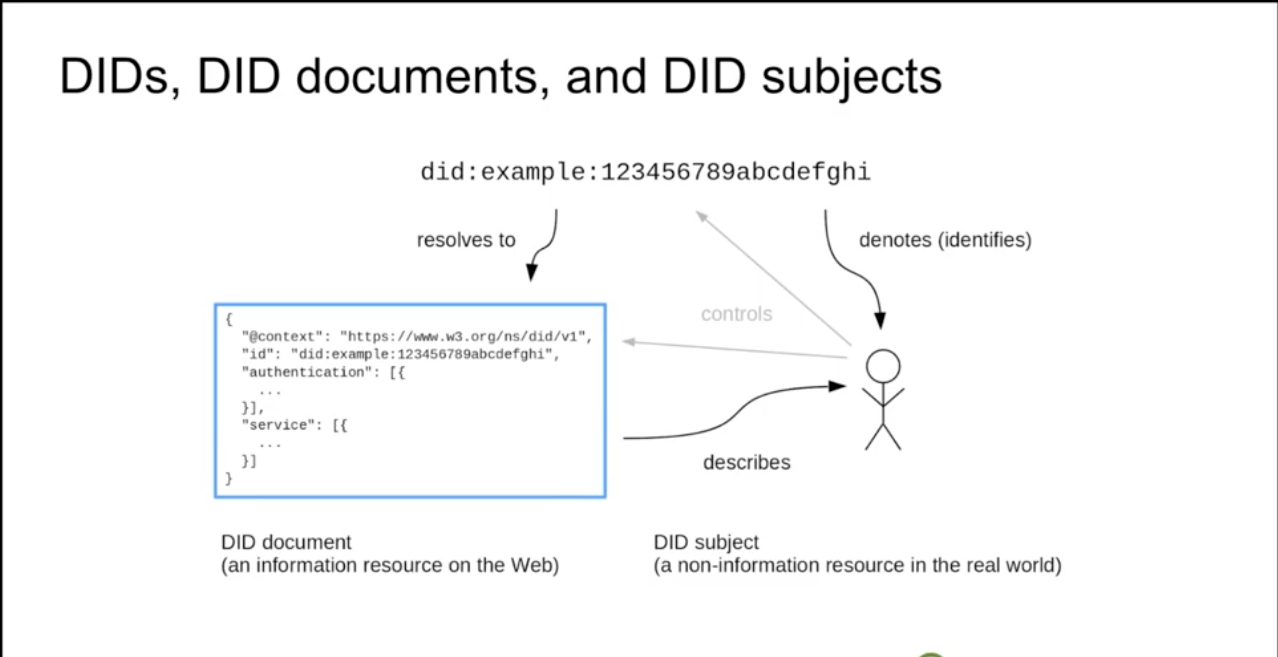 DIDs, DID documents, and DID subjects
did:example:123456789abcdefghi
resolves to
denotes (identifies)
controls
{
"@context": "https://www.w3.org/ns/did/v1",
"id": "did:example:123456789abcdefghi",
"authentication": [{
...
}],
"service": [{
...
}]
}
describes
DID document
(an information resource on the Web)
DID subject
(a non-information resource in the real world)